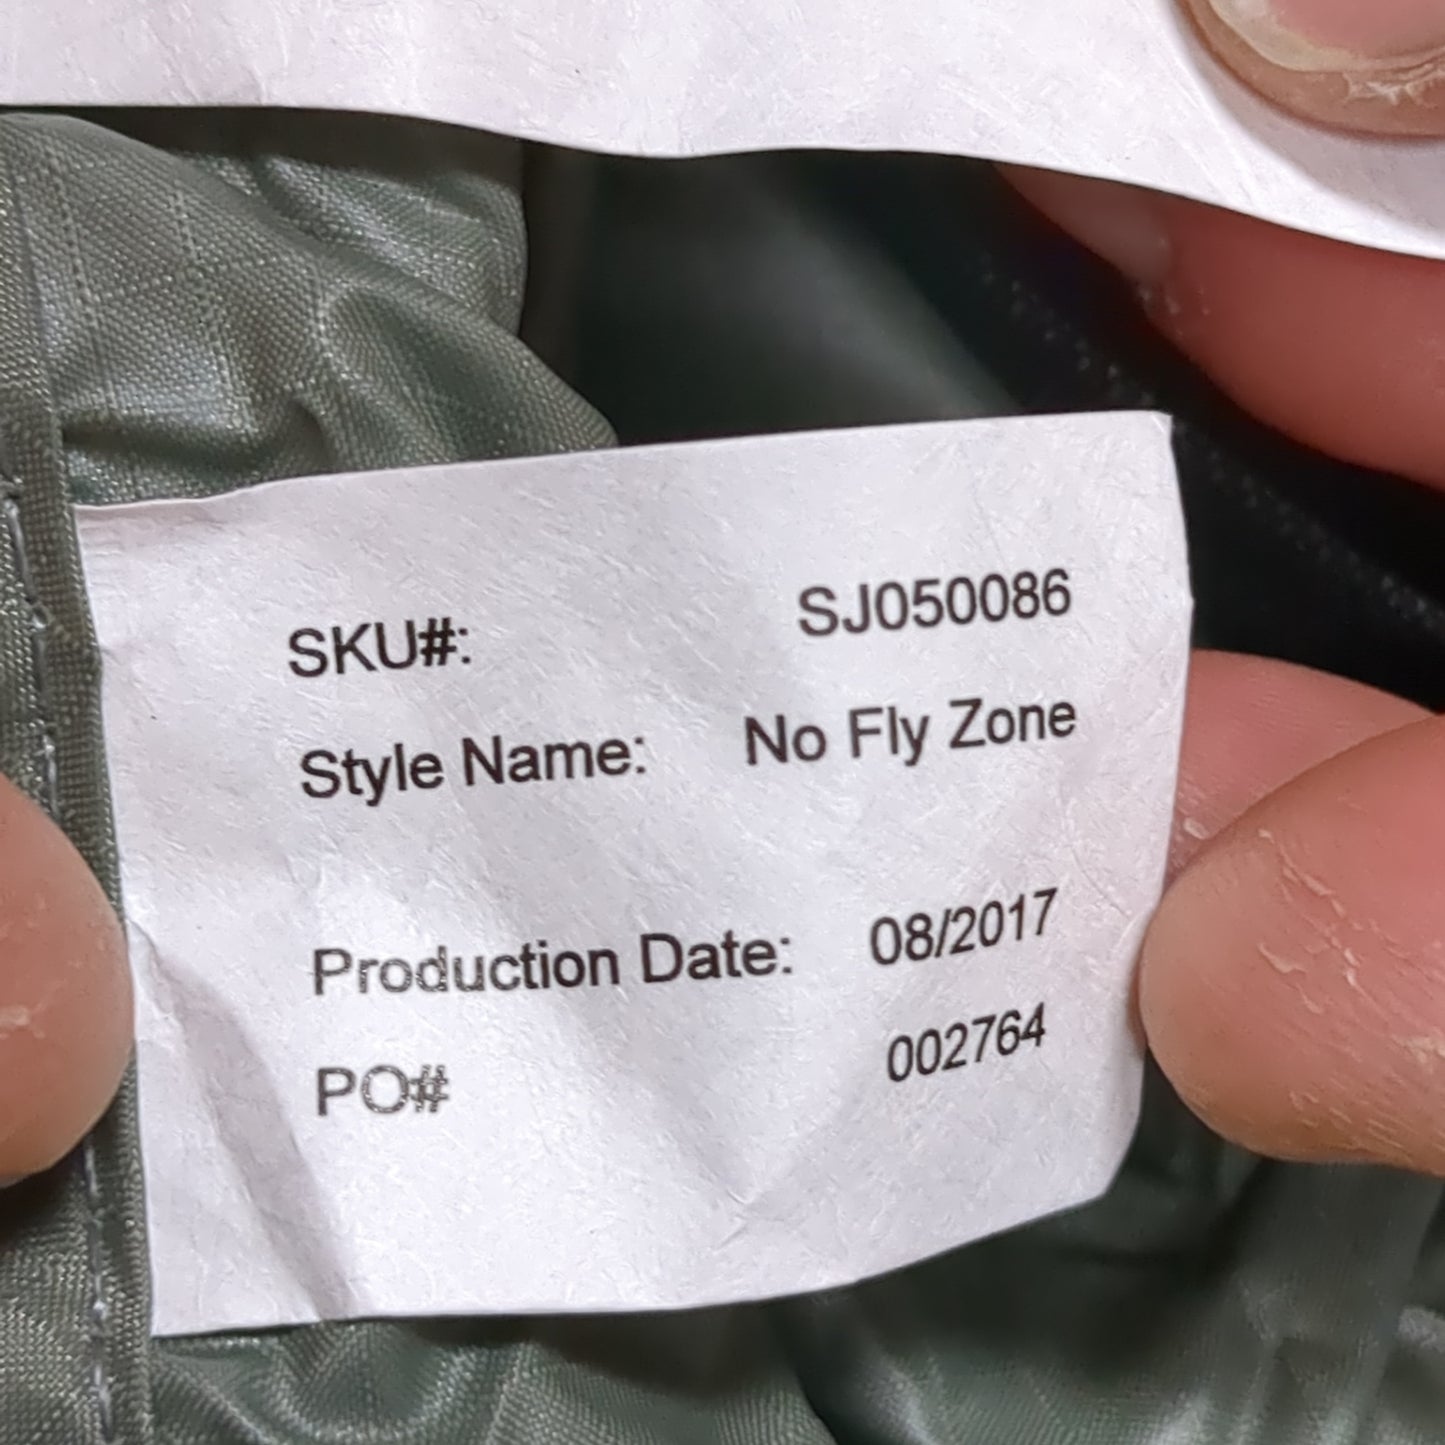 SKU#: SJ050086
Style Name: No Fly Zone
Production Date: 08/2017
PO# 002764